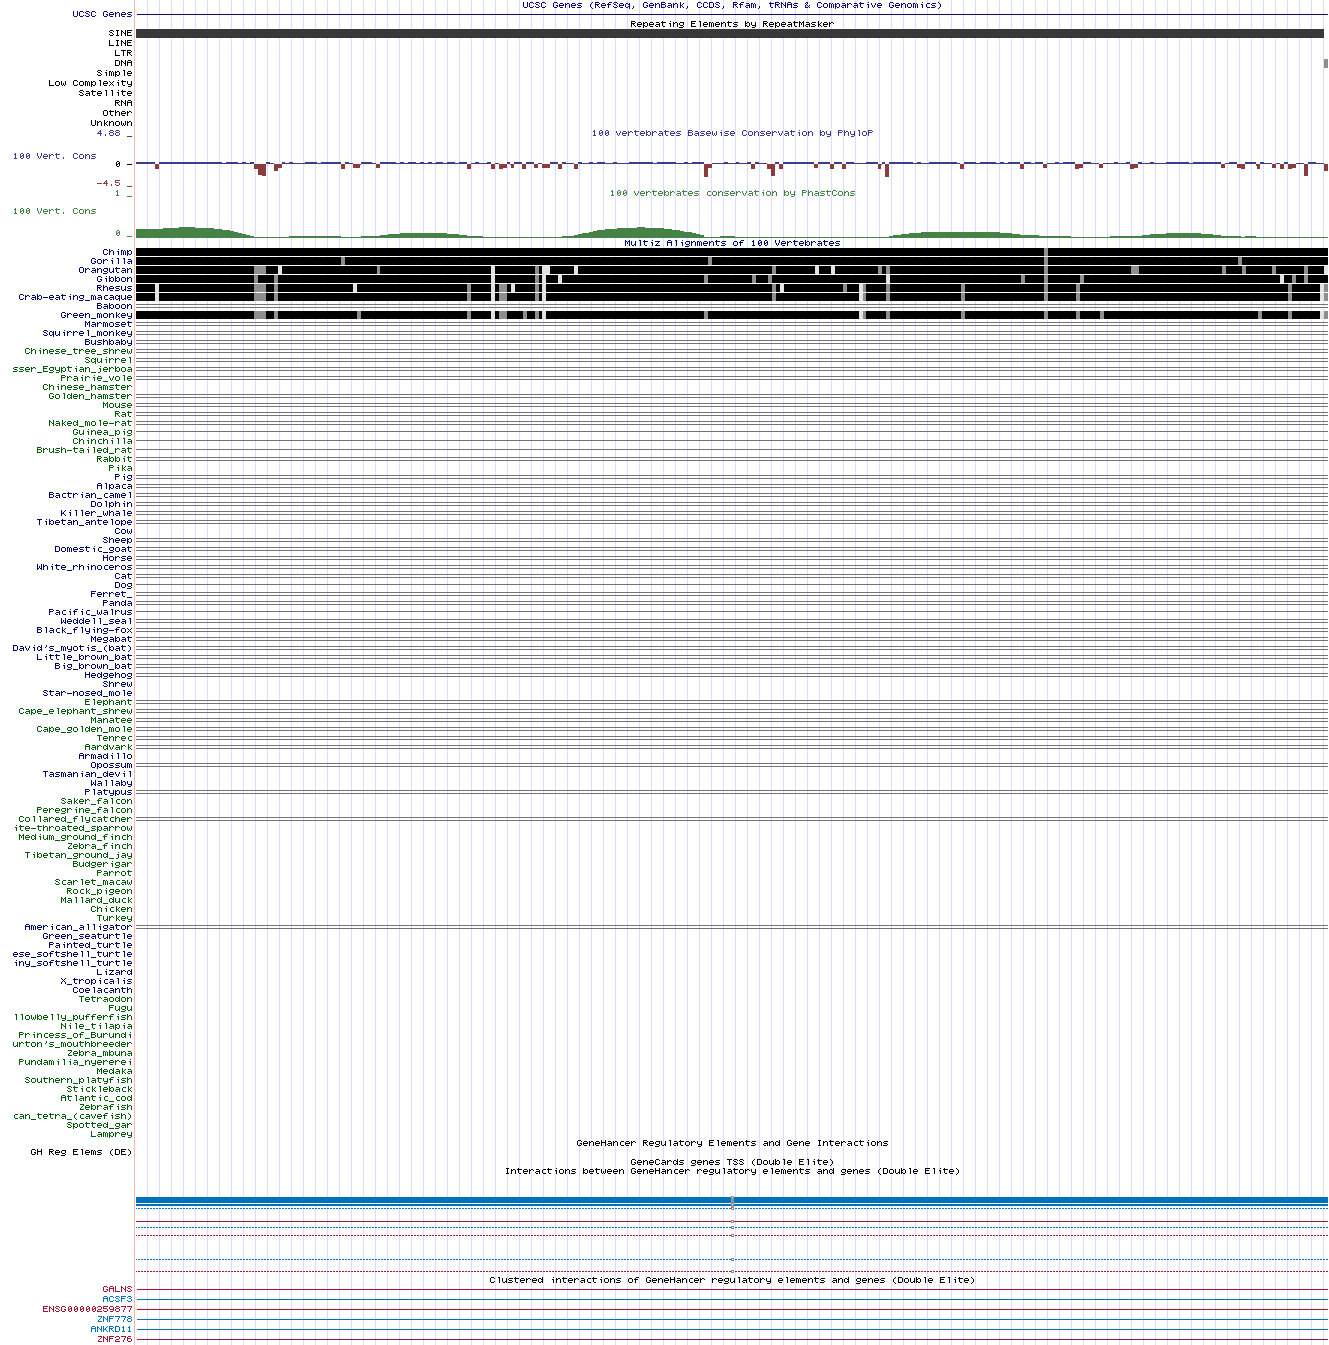 UCSC Genes (RefSeq, GenBank, CCDS, Rfam, tRNAs & Comparative Genomics)
UCSC Genes
Repeating Elements by RepeatMasker
SINE
LINE
LTR
DNA
Simple
Low Complexity
Satellite
RNA
Other
Unknown
4.88 _
100 vertebrates Basewise Conservation by PhyloP
100 Vert. Cons
0 _
-4.5 _
100 vertebrates conservation by PhastCons
1 _
100 Vert. Cons
0 _
Multiz Alignments of 100 Vertebrates
Chimp
Gorilla
Orangutan
Gibbon
Rhesus
Crab-eating_macaque
Baboon
Green_monkey
Marmoset
Squirrel_monkey
Bushbaby
Chinese_tree_shrew
Squirrel
sser_Egyptian_jerboa
Prairie_vole
Chinese_hamster
Golden_hamster
Mouse
Rat
Naked_mole-rat
Guinea_pig
Chinchilla
Brush-tailed_rat
Rabbit
Pika
Pig
Alpaca
Bactrian_camel
Dolphin
Killer_whale
Tibetan_antelope
Cow
Sheep
Domestic_goat
Horse
White_rhinoceros
Cat
Dog
Ferret_
Panda
Pacific_walrus
Weddell_seal
Black_flying-fox
Megabat
David's_myotis_(bat)
Little_brown_bat
Big_brown_bat
Hedgehog
Shrew
Star-nosed_mole
Elephant
Cape_elephant_shrew
Manatee
Cape_golden_mole
Tenrec
Aardvark
Armadillo
Opossum
Tasmanian_devil
Wallaby
Platypus
Saker_falcon
Peregrine_falcon
Collared_flycatcher
ite-throated_sparrow
Medium_ground_finch
Zebra_finch
Tibetan_ground_jay
Budgerigar
Parrot
Scarlet_macaw
Rock_pigeon
Mallard_duck
Chicken
Turkey
American_alligator
Green_seaturtle
Painted_turtle
ese_softshell_turtle
iny_softshell_turtle
Lizard
X_tropicalis
Coelacanth
Tetraodon
Fugu
llowbelly_pufferfish
Nile_tilapia
Princess_of_Burundi
urton's_mouthbreeder
Zebra_mbuna
Pundamilia_nyererei
Medaka
Southern_platyfish
Stickleback
Atlantic_cod
Zebrafish
can_tetra_(cavefish)
Spotted_gar
Lamprey
GeneHancer Regulatory Elements and Gene Interactions
GH Reg Elems (DE)
GeneCards genes TSS (Double Elite)
Interactions between GeneHancer regulatory elements and genes (Double Elite)
Clustered interactions of GeneHancer regulatory elements and genes (Double Elite)
GALNS
ACSF3
ENSG00000259877
ZNF778
ANKRD11
ZNF276